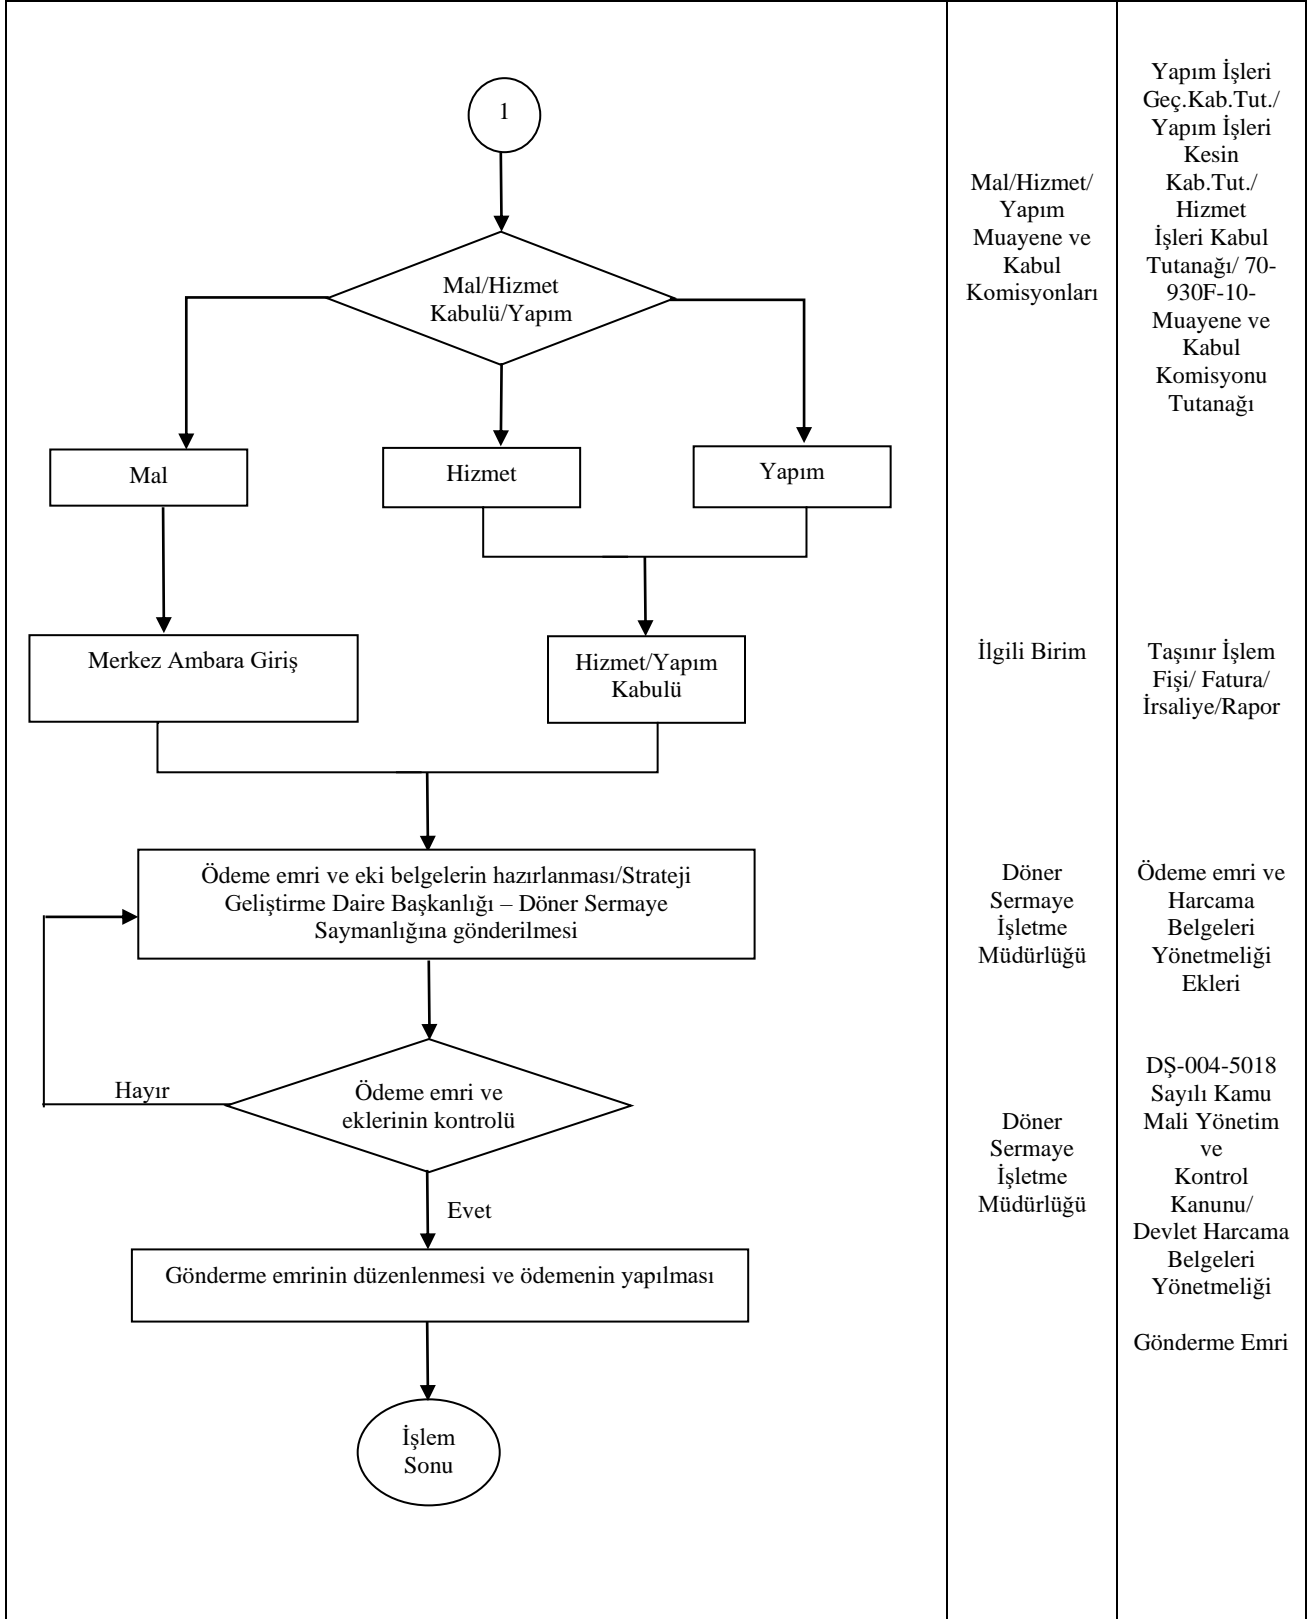 1
Mal/Hizmet
Kabulü/Yapım
Mal
Hizmet
Yapım
Merkez Ambara Giriş
Hizmet/Yapım
Kabulü
Ödeme emri ve eki belgelerin hazırlanması/Strateji
Geliştirme Daire Başkanlığı – Döner Sermaye
Saymanlığına gönderilmesi
Hayır
Ödeme emri ve
eklerinin kontrolü
Evet
Gönderme emrinin düzenlenmesi ve ödemenin yapılması
İşlem
Sonu
Mal/Hizmet/
Yapım
Muayene ve
Kabul
Komisyonları
İlgili Birim
Döner
Sermaye
İşletme
Müdürlüğü
Döner
Sermaye
İşletme
Müdürlüğü
Yapım İşleri
Geç.Kab.Tut./
Yapım İşleri
Kesin
Kab.Tut./
Hizmet
İşleri Kabul
Tutanağı/ 70-
930F-10-
Muayene ve
Kabul
Komisyonu
Tutanağı
Taşınır İşlem
Fişi/ Fatura/
İrsaliye/Rapor
Ödeme emri ve
Harcama
Belgeleri
Yönetmeliği
Ekleri
DŞ-004-5018
Sayılı Kamu
Mali Yönetim
ve
Kontrol
Kanunu/
Devlet Harcama
Belgeleri
Yönetmeliği
Gönderme Emri